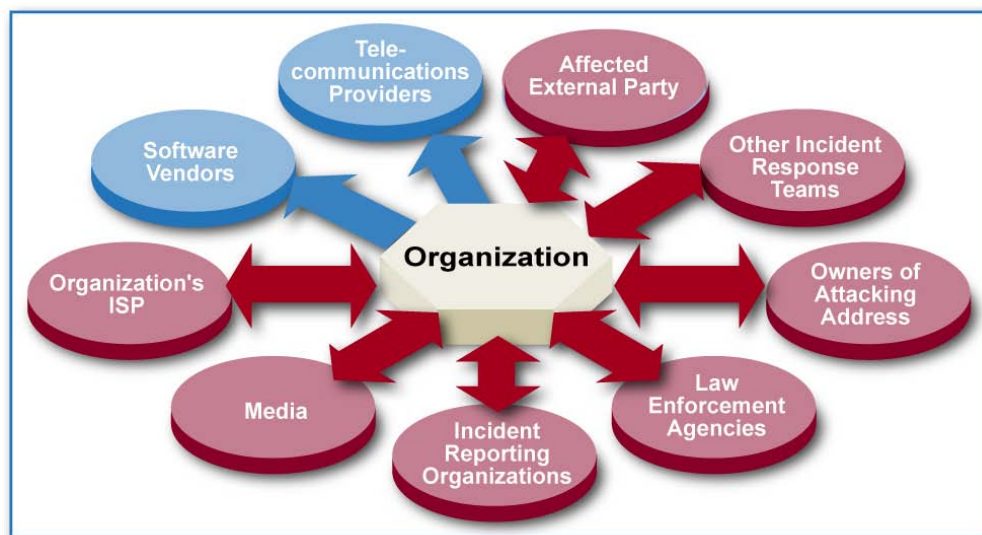 Tele-
communications
Providers
Affected
External Party
Software
Vendors
Other Incident
Response
Teams
Organization
Organization's
ISP
Owners of
Attacking
Address
Media
Incident
Reporting
Organizations
Law
Enforcement
Agencies